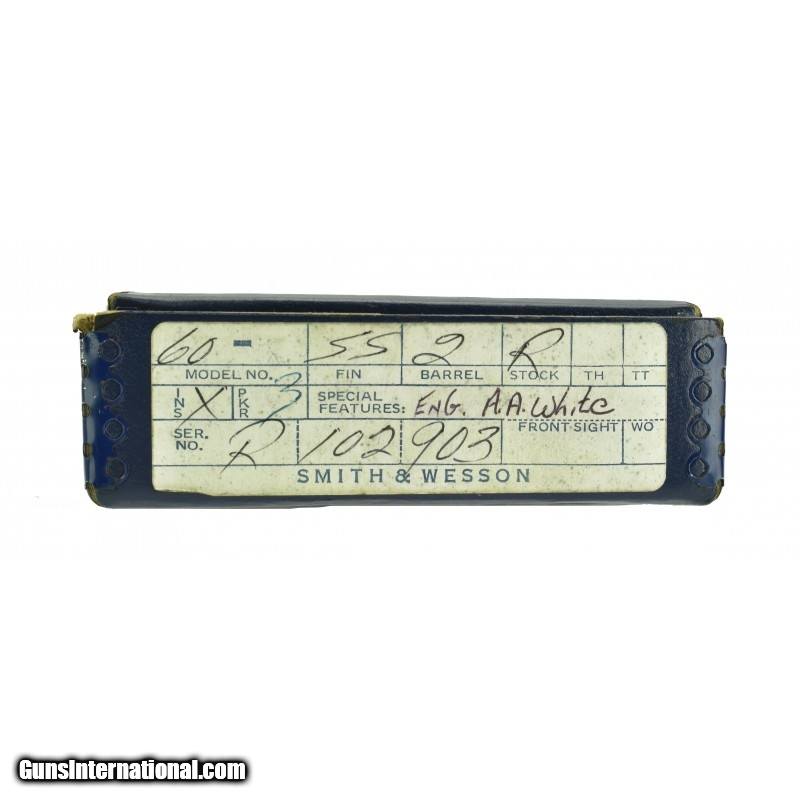 60- SS 2 R
MODEL NO. FIN BARREL STOCK TH TT
INS X PKR 3 SPECIAL FEATURES: ENG. A.A. White
SER. NO. R 102 903 FRONT SIGHT WO
SMITH & WESSON
GunsInternational.com